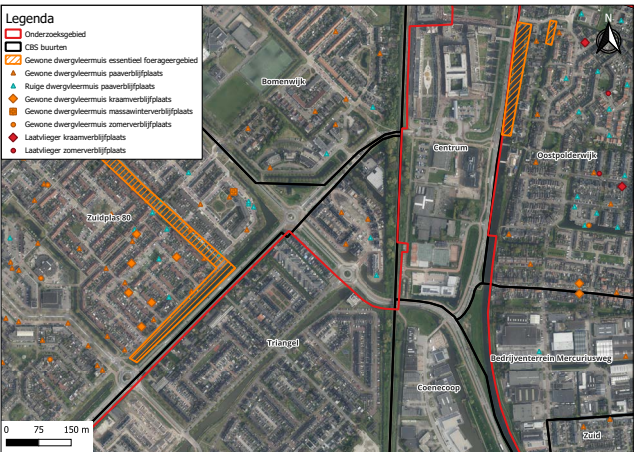 Legenda
Onderzoeksgebied
CBS buurten
Gewone dwergvleermuis essentieel foerageergebied
Gewone dwergvleermuis paaverblijfplaats
Ruige dwergvleermuis paaverblijfplaats
Gewone dwergvleermuis kraamverblijfplaats
Gewone dwergvleermuis massawinterverblijfplaats
Gewone dwergvleermuis zomerverblijfplaats
Laatvlieger kraamverblijfplaats
Laatvlieger zomerverblijfplaats
N
Bomenwijk
Centrum
Oostpolderwijk
Zuidplas 80
Triangel
Bedrijventerrein Mercuriusweg
Coenecoop
Zuid
0 75 150 m